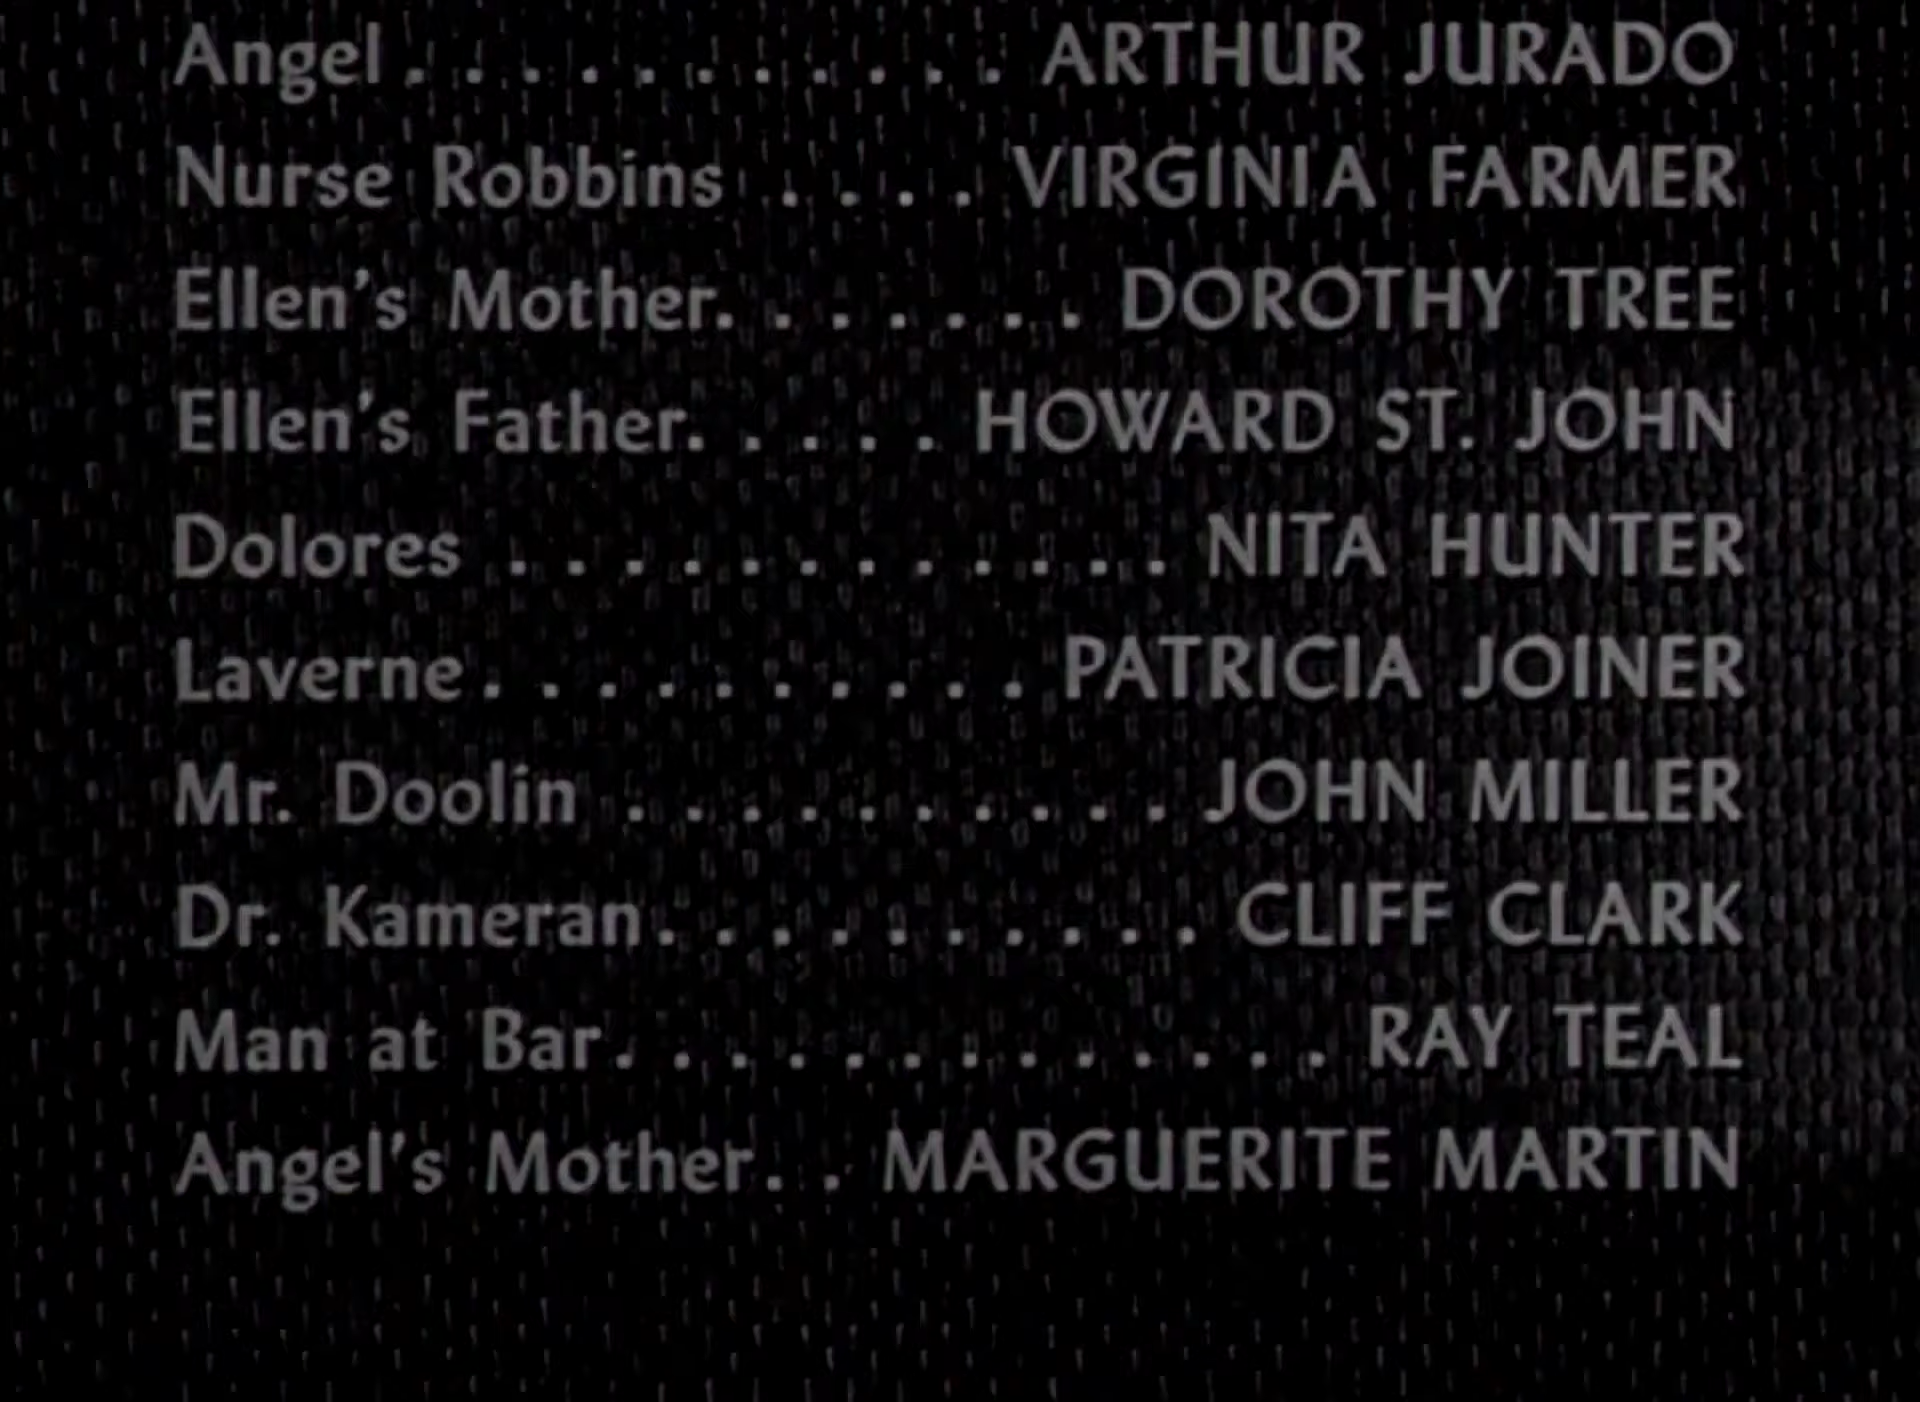 Angel . . . . . . . . . . . ARTHUR JURADO
Nurse Robbins . . . . VIRGINIA FARMER
Ellen's Mother. . . . . . . DOROTHY TREE
Ellen's Father. . . . . HOWARD ST. JOHN
Dolores . . . . . . . . . . . . NITA HUNTER
Laverne . . . . . . . . . . PATRICIA JOINER
Mr. Doolin . . . . . . . . . . JOHN MILLER
Dr. Kameran. . . . . . . . . . CLIFF CLARK
Man at Bar. . . . . . . . . . . . . RAY TEAL
Angel's Mother. . MARGUERITE MARTIN